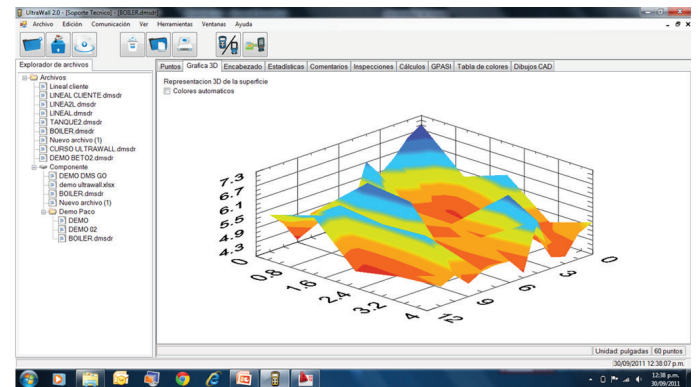 UltraWall 2.0 - [Soporte Tecnico] - [BOILER.dmsdr]
Archivo Edición Comunicación Ver Herramientas Ventanas Ayuda
Explorador de archivos
Archivos
Lineal cliente
LINEAL CLIENTE.dmsdr
LINEA2L.dmsdr
LINEAL.dmsdr
TANQUE2.dmsdr
BOILER.dmsdr
Nuevo archivo (1)
CURSO ULTRAWALL.dmsdr
DEMO BETO2.dmsdr
Componente
DEMO DMS GO
demo ultrawall.xlsx
BOILER.dmsdr
Nuevo archivo (1)
Demo Paco
DEMO
DEMO 02
BOILER.dmsdr
Puntos Grafica 3D Encabezado Estadísticas Comentarios Inspecciones Cálculos GPASI Tabla de colores Dibujos CAD
Representacion 3D de la superficie
Colores automaticos
7.3
6.7
6.1
5.5
4.9
4.3
0
0.8
1.6
2.4
3.2
4
12
9
6
3
0
Unidad: pulgadas 60 puntos
30/09/2011 12:38:07 p.m.
12:38 p.m.
30/09/2011